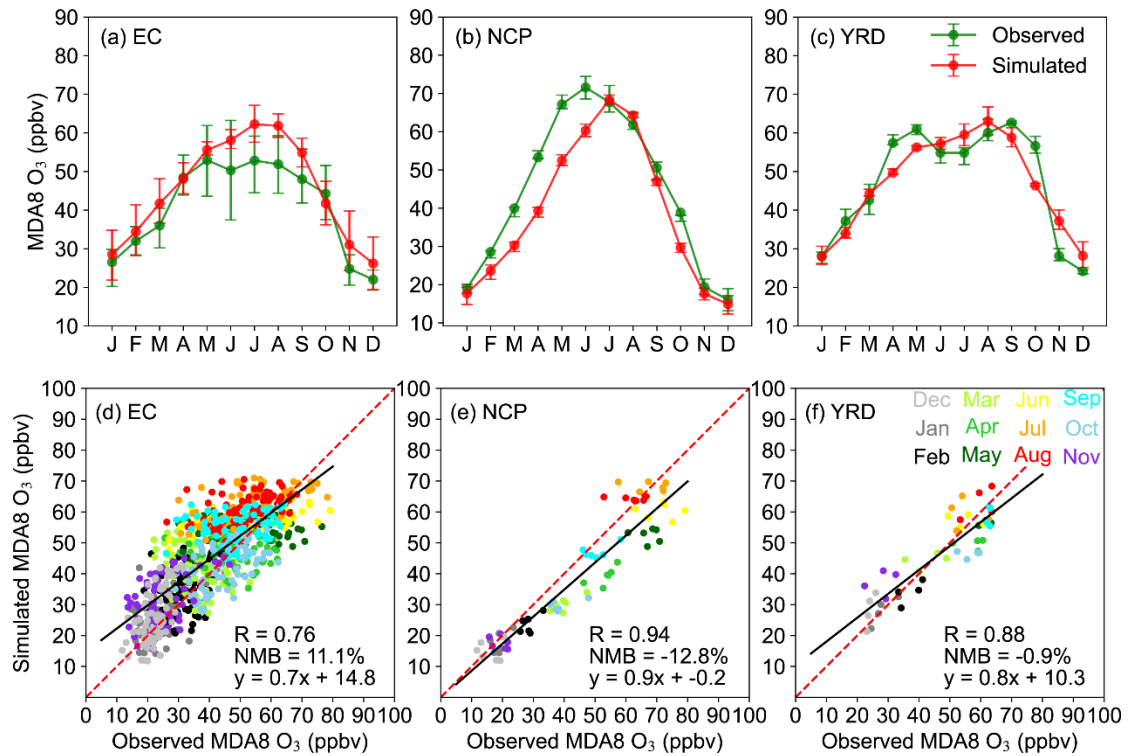 MDA8 O3 (ppbv)
90
80
70
60
50
40
30
20
10
(a) EC
J F M A M J J A S O N D
90
80
70
60
50
40
30
20
10
(b) NCP
J F M A M J J A S O N D
90
80
70
60
50
40
30
20
10
(c) YRD
Observed
Simulated
J F M A M J J A S O N D
Simulated MDA8 O3 (ppbv)
100
90
80
70
60
50
40
30
20
10
(d) EC
R = 0.76
NMB = 11.1%
y = 0.7x + 14.8
0 10 20 30 40 50 60 70 80 90 100
Observed MDA8 O3 (ppbv)
100
90
80
70
60
50
40
30
20
10
(e) NCP
R = 0.94
NMB = -12.8%
y = 0.9x + -0.2
0 10 20 30 40 50 60 70 80 90 100
Observed MDA8 O3 (ppbv)
100
90
80
70
60
50
40
30
20
10
(f) YRD
Dec Mar Jun Sep
Jan Apr Jul Oct
Feb May Aug Nov
R = 0.88
NMB = -0.9%
y = 0.8x + 10.3
0 10 20 30 40 50 60 70 80 90 100
Observed MDA8 O3 (ppbv)